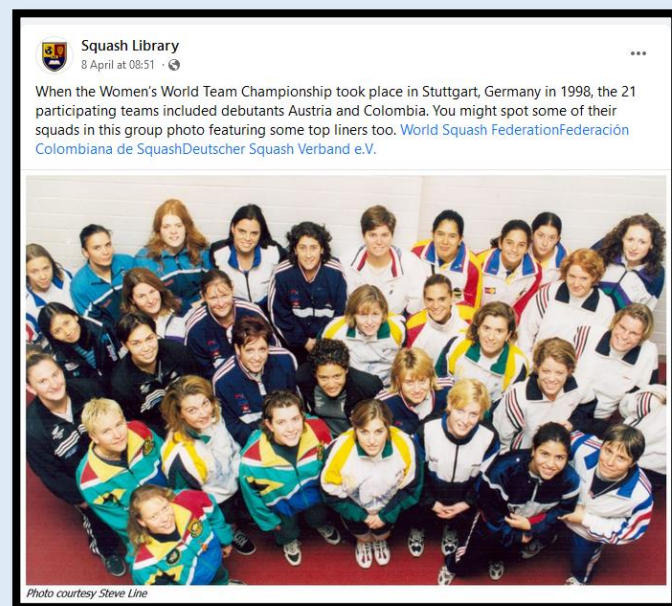 Squash Library
8 April at 08:51 ·
When the Women's World Team Championship took place in Stuttgart, Germany in 1998, the 21
participating teams included debutants Austria and Colombia. You might spot some of their
squads in this group photo featuring some top liners too. World Squash FederationFederación
Colombiana de SquashDeutscher Squash Verband e.V.
Photo courtesy Steve Line